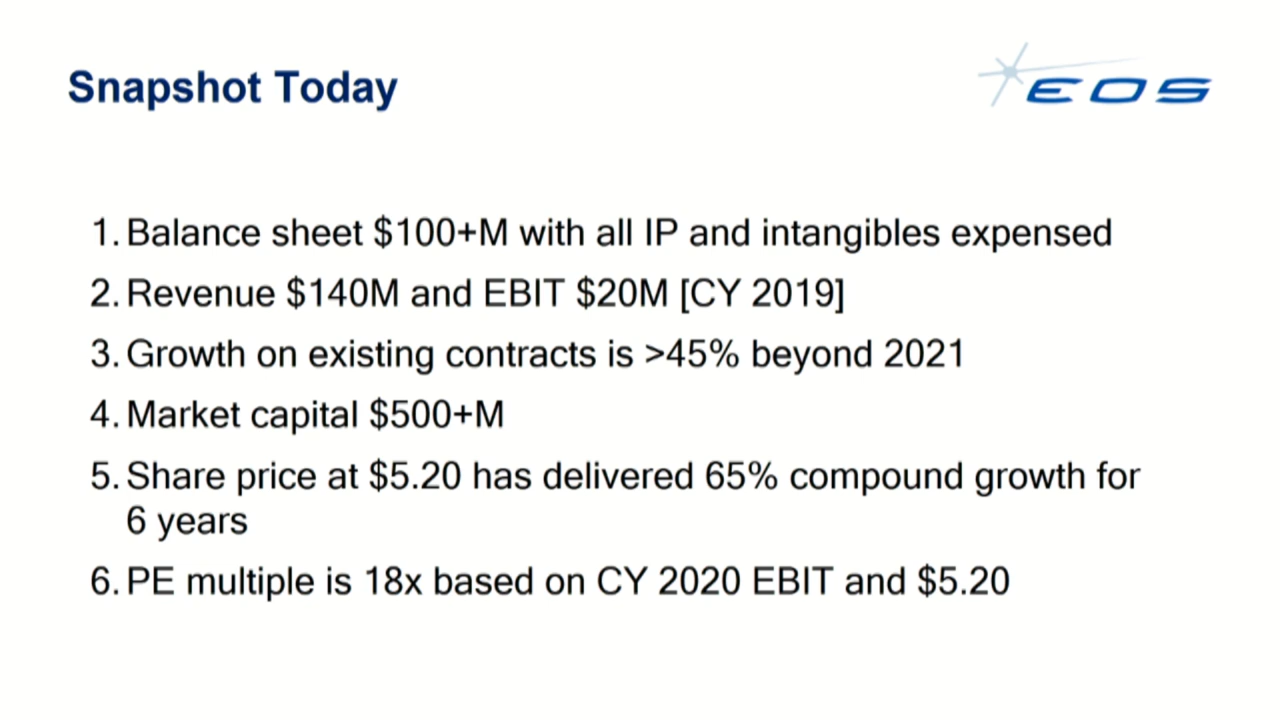 Snapshot Today
EOS
1. Balance sheet $100+M with all IP and intangibles expensed
2. Revenue $140M and EBIT $20M [CY 2019]
3. Growth on existing contracts is >45% beyond 2021
4. Market capital $500+M
5. Share price at $5.20 has delivered 65% compound growth for
6 years
6. PE multiple is 18x based on CY 2020 EBIT and $5.20